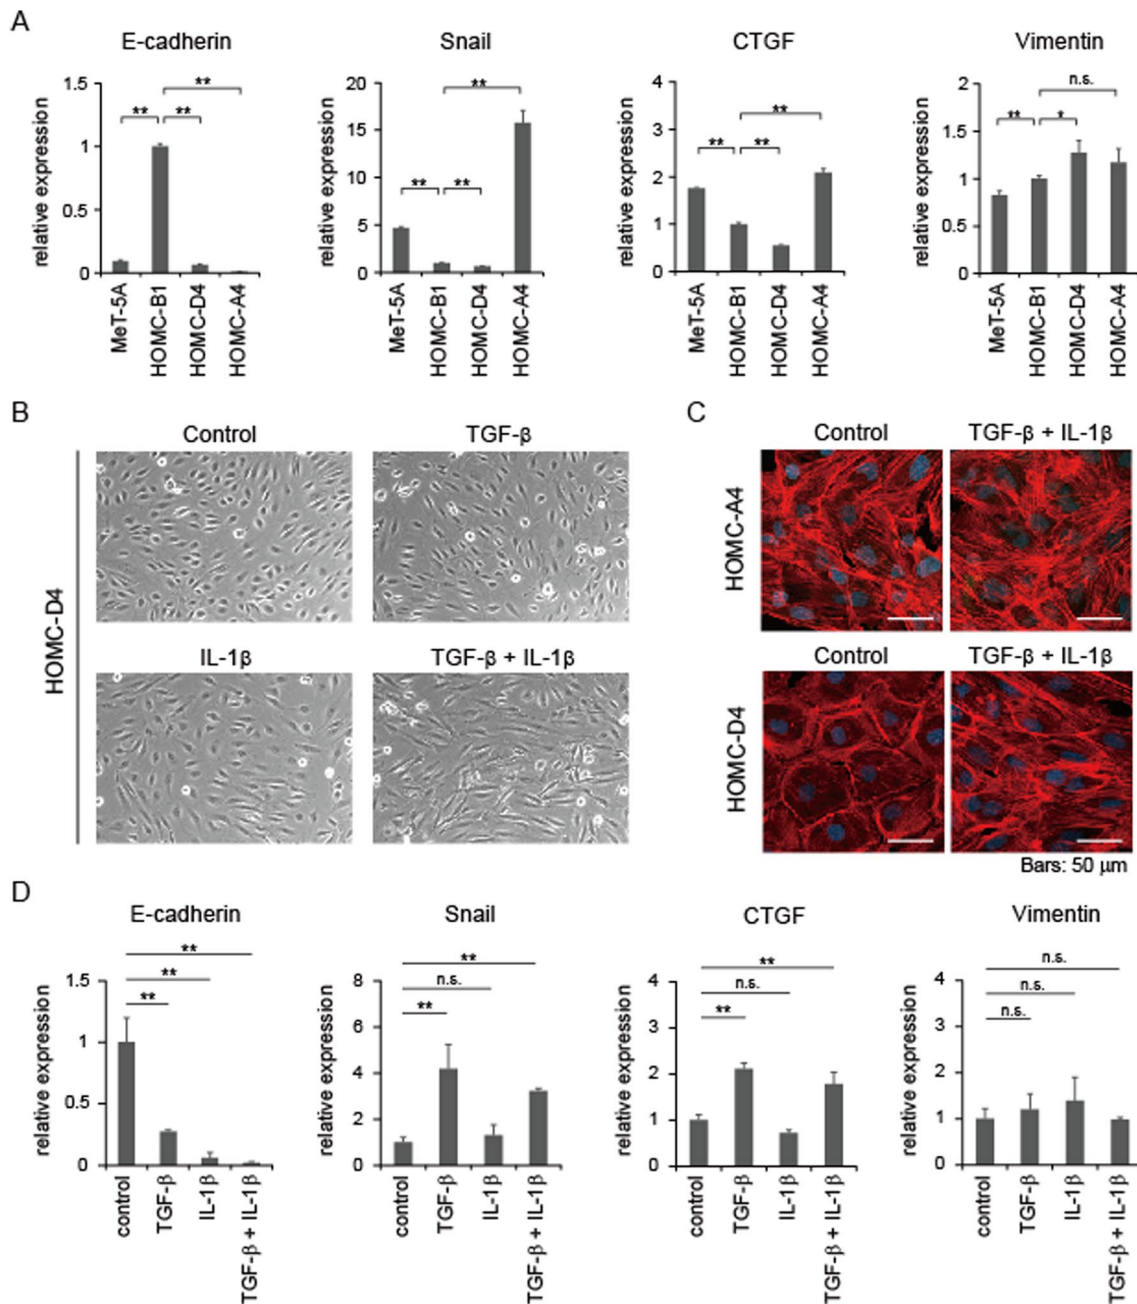 A
E-cadherin
Snail
CTGF
Vimentin
relative expression
1.5
1
0.5
0
**
**
**
MeT-5A
HOMC-B1
HOMC-D4
HOMC-A4
relative expression
20
15
10
5
0
**
**
**
MeT-5A
HOMC-B1
HOMC-D4
HOMC-A4
relative expression
4
3
2
1
0
**
**
**
MeT-5A
HOMC-B1
HOMC-D4
HOMC-A4
relative expression
2
1.5
1
0.5
0
n.s.
**
*
MeT-5A
HOMC-B1
HOMC-D4
HOMC-A4
B
Control
TGF-β
IL-1β
TGF-β + IL-1β
HOMC-D4
C
Control
TGF-β + IL-1β
HOMC-A4
Control
TGF-β + IL-1β
HOMC-D4
Bars: 50 μm
D
E-cadherin
Snail
CTGF
Vimentin
relative expression
1.5
1
0.5
0
**
**
**
control
TGF-β
IL-1β
TGF-β + IL-1β
relative expression
8
6
4
2
0
**
n.s.
**
control
TGF-β
IL-1β
TGF-β + IL-1β
relative expression
4
3
2
1
0
**
n.s.
**
control
TGF-β
IL-1β
TGF-β + IL-1β
relative expression
4
3
2
1
0
n.s.
n.s.
n.s.
control
TGF-β
IL-1β
TGF-β + IL-1β